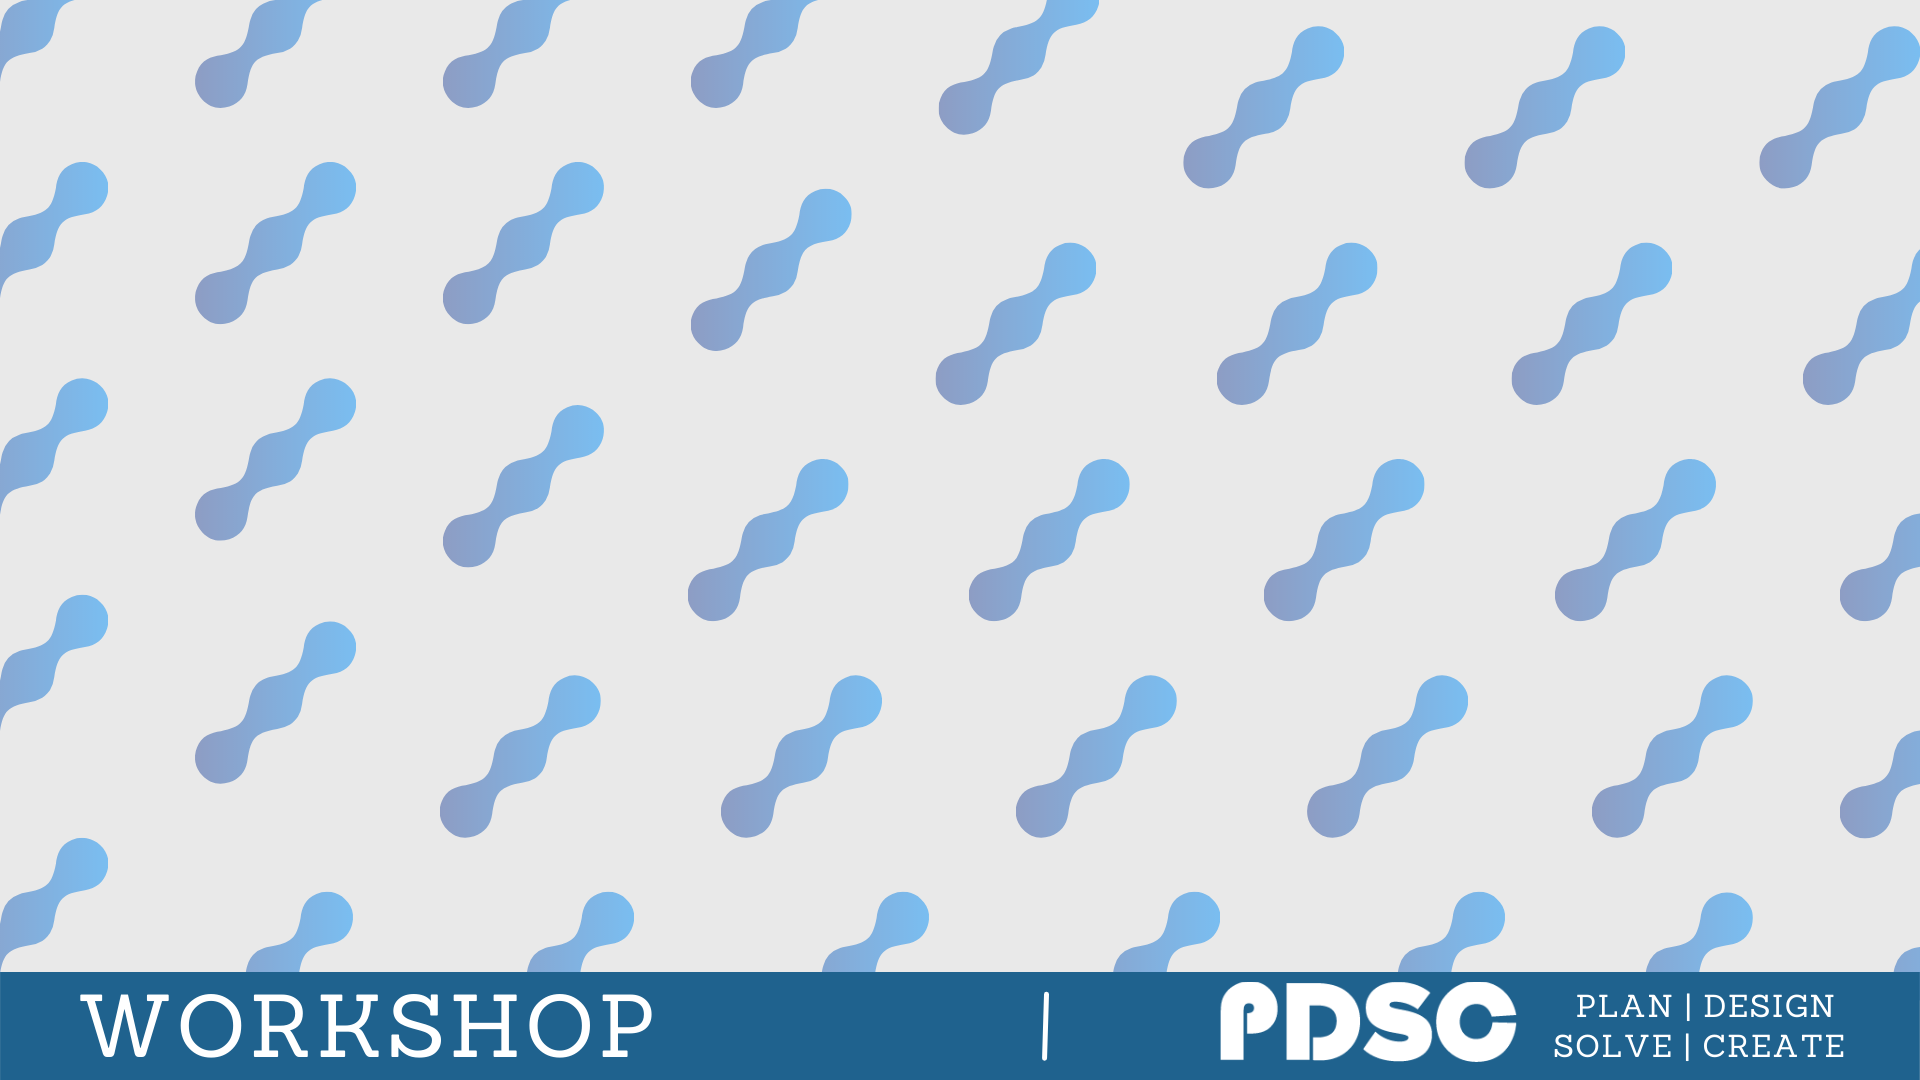 WORKSHOP
PDSC
PLAN | DESIGN
SOLVE | CREATE